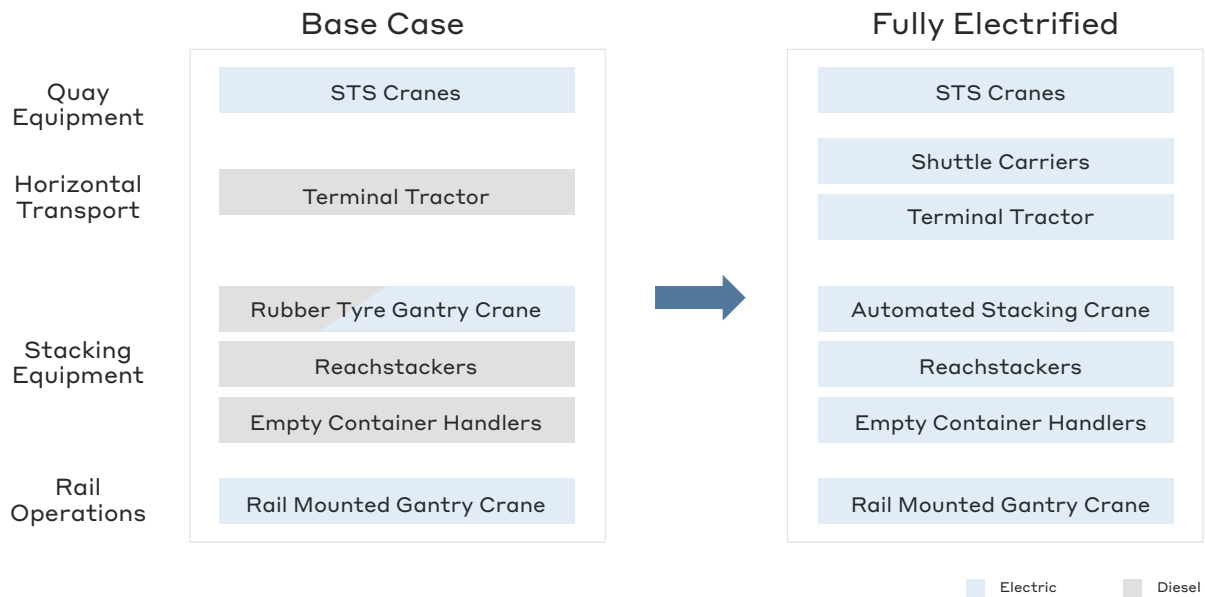 Base Case
Fully Electrified
Quay
Equipment
STS Cranes
STS Cranes
Horizontal
Transport
Terminal Tractor
Shuttle Carriers
Terminal Tractor
Stacking
Equipment
Rubber Tyre Gantry Crane
Reachstackers
Empty Container Handlers
Automated Stacking Crane
Reachstackers
Empty Container Handlers
Rail
Operations
Rail Mounted Gantry Crane
Rail Mounted Gantry Crane
Electric
Diesel